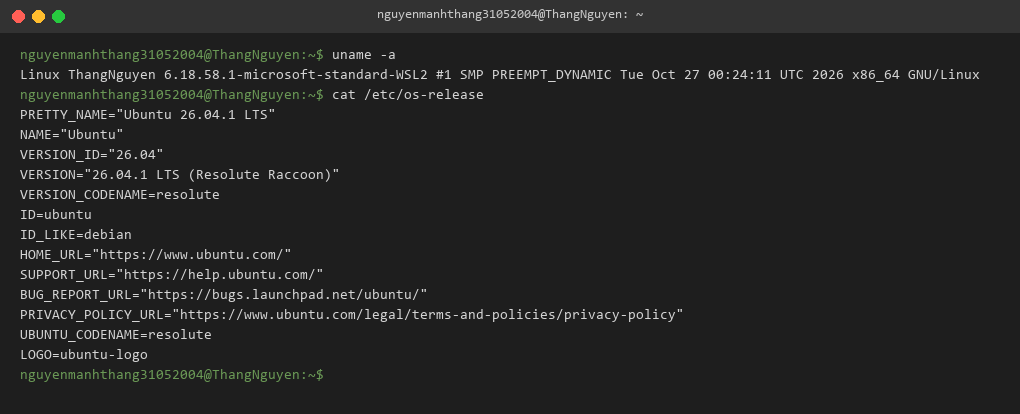 nguyenmanhthang31052004@ThangNguyen: ~
nguyenmanhthang31052004@ThangNguyen:~$ uname -a
Linux ThangNguyen 6.18.58.1-microsoft-standard-WSL2 #1 SMP PREEMPT_DYNAMIC Tue Oct 27 00:24:11 UTC 2026 x86_64 GNU/Linux
nguyenmanhthang31052004@ThangNguyen:~$ cat /etc/os-release
PRETTY_NAME="Ubuntu 26.04.1 LTS"
NAME="Ubuntu"
VERSION_ID="26.04"
VERSION="26.04.1 LTS (Resolute Raccoon)"
VERSION_CODENAME=resolute
ID=ubuntu
ID_LIKE=debian
HOME_URL="https://www.ubuntu.com/"
SUPPORT_URL="https://help.ubuntu.com/"
BUG_REPORT_URL="https://bugs.launchpad.net/ubuntu/"
PRIVACY_POLICY_URL="https://www.ubuntu.com/legal/terms-and-policies/privacy-policy"
UBUNTU_CODENAME=resolute
LOGO=ubuntu-logo
nguyenmanhthang31052004@ThangNguyen:~$